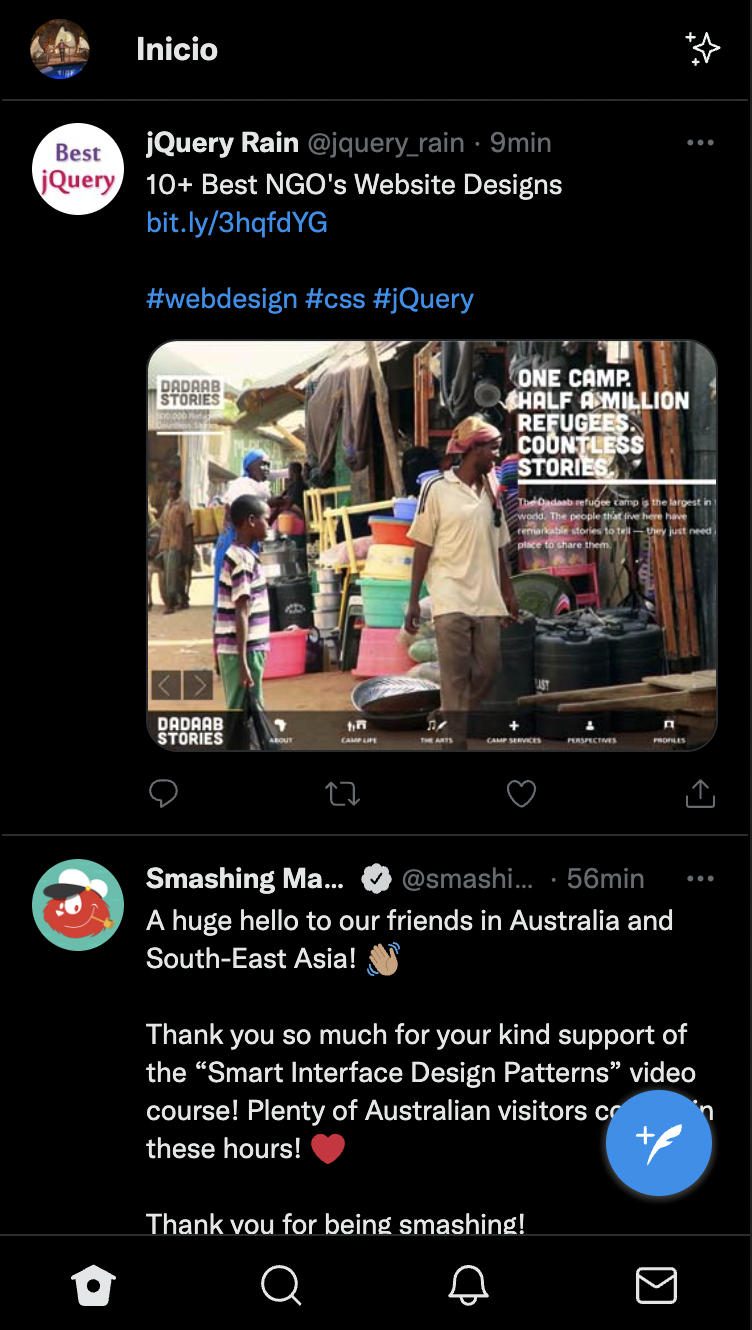 Inicio
Best
jQuery
jQuery Rain @jquery_rain · 9min
10+ Best NGO's Website Designs
bit.ly/3hqfdYG
#webdesign #css #jQuery
DADAAB
STORIES
500,000 Refugees
Countless Stories
ONE CAMP.
HALF A MILLION
REFUGEES.
COUNTLESS
STORIES.
The Dadaab refugee camp is the largest in
world. The people that live here have
remarkable stories to tell — they just need
place to share them.
DADAAB
STORIES
ABOUT
CAMP LIFE
THE ARTS
CAMP SERVICES
PERSPECTIVES
PROFILES
Smashing Ma... @smashi... · 56min
A huge hello to our friends in Australia and
South-East Asia! 👋🏽
Thank you so much for your kind support of
the “Smart Interface Design Patterns” video
course! Plenty of Australian visitors in
these hours! ❤️
Thank you for being smashing!